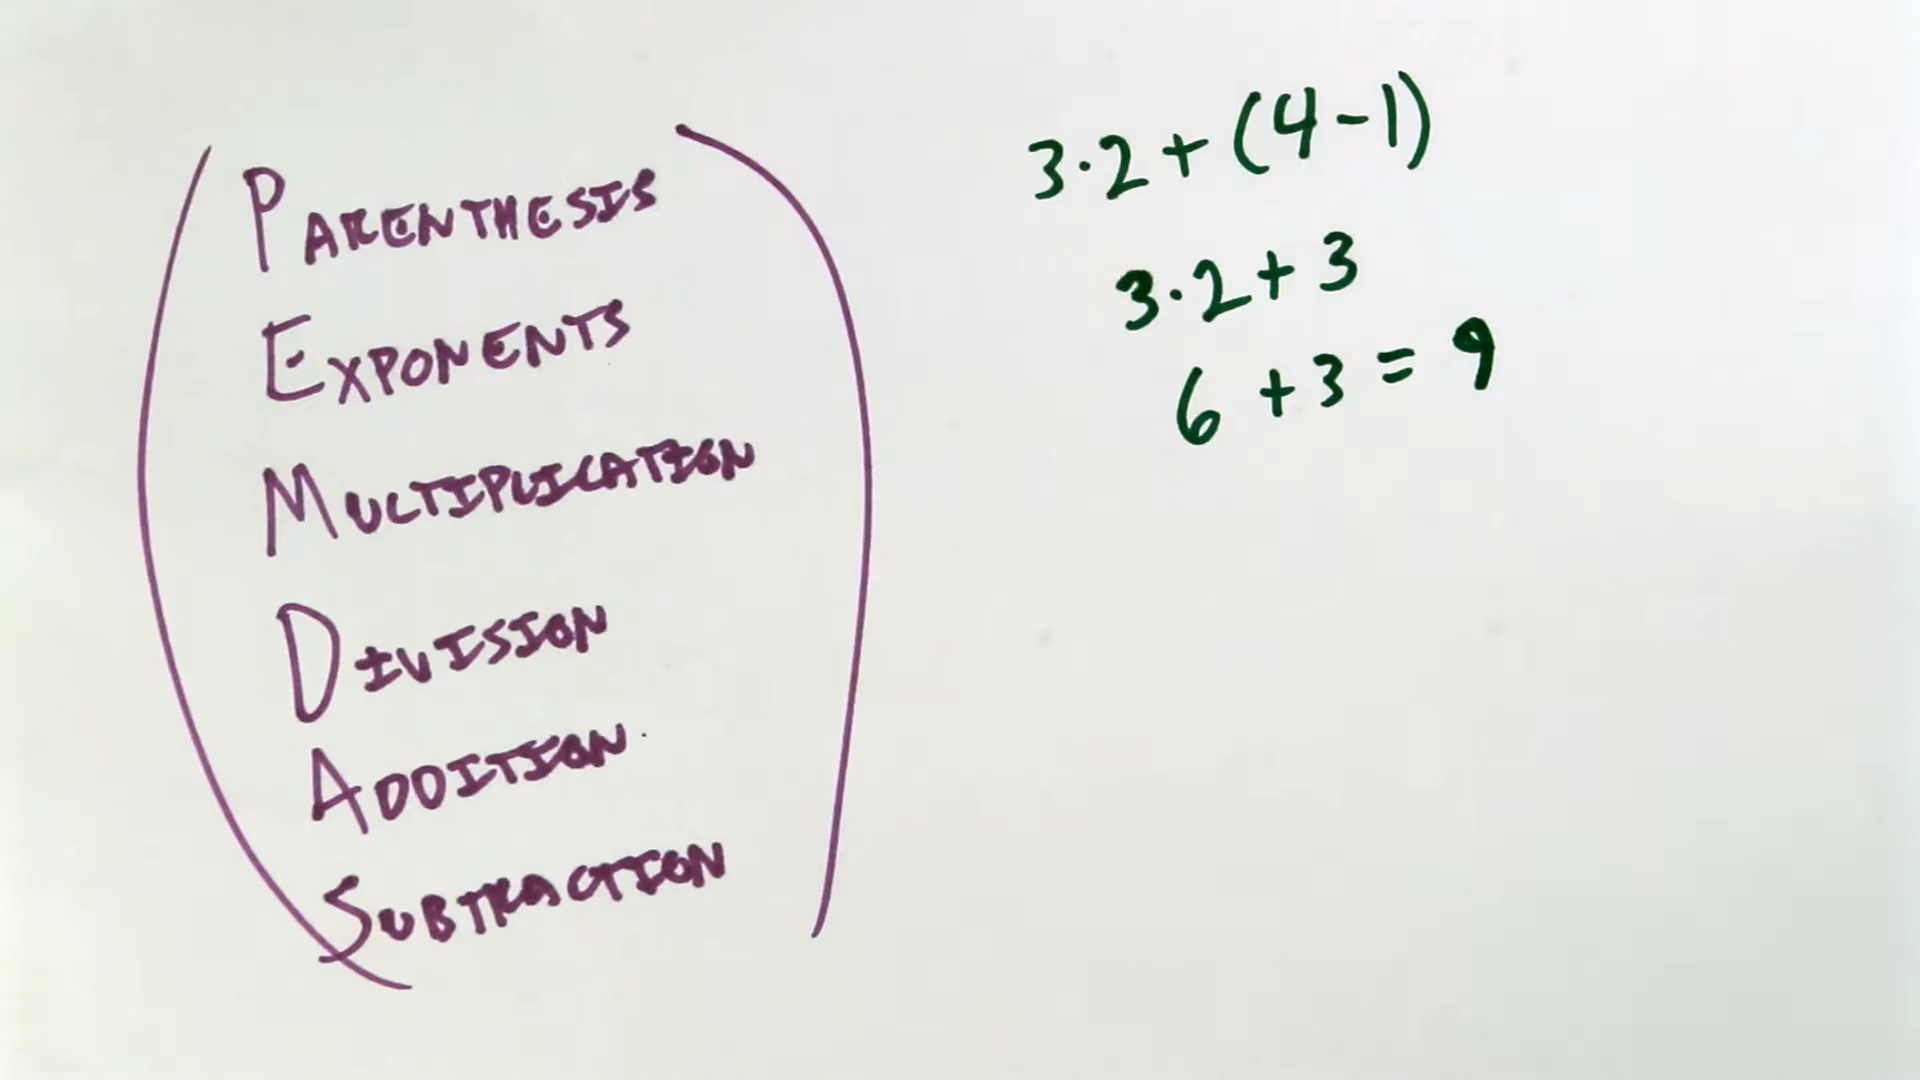 PARENTHESIS
EXPONENTS
MULTIPLICATION
DIVISION
ADDITION
SUBTRACTION
3·2+(4-1)
3·2+3
6+3=9